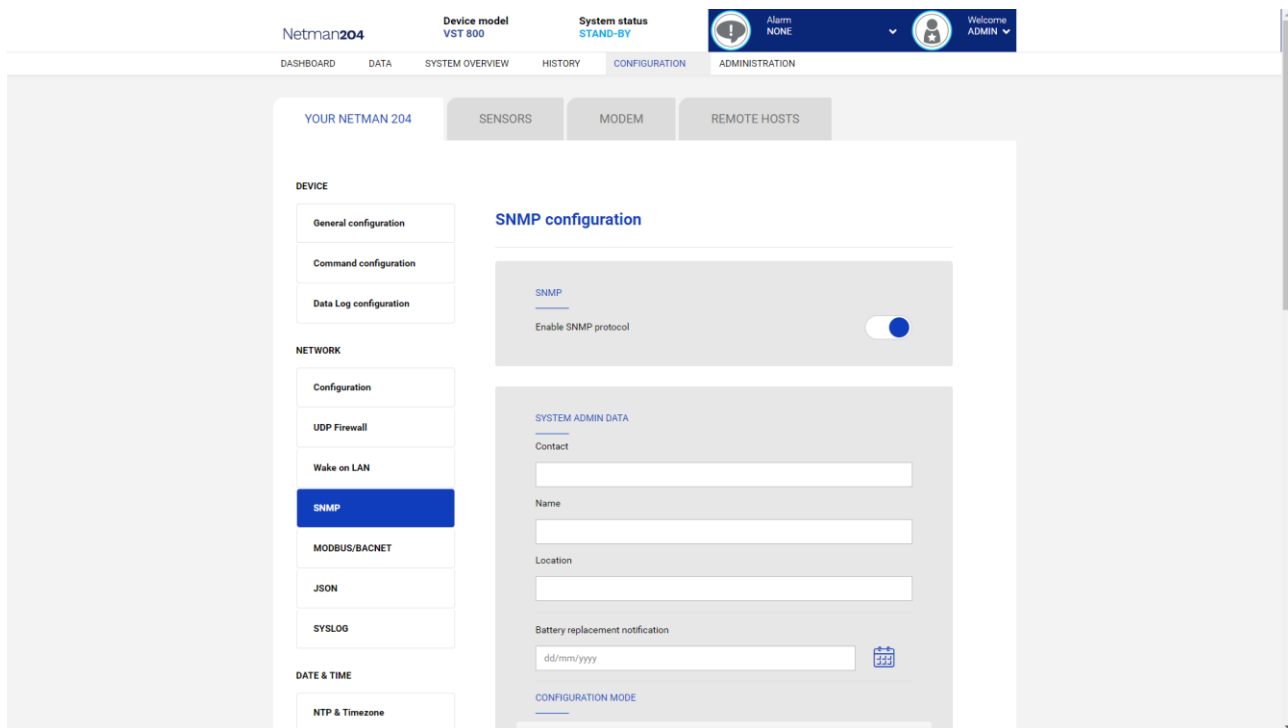 Netman204
Device model
VST 800
System status
STAND-BY
Alarm
NONE
Welcome
ADMIN
DASHBOARD DATA SYSTEM OVERVIEW HISTORY CONFIGURATION ADMINISTRATION
YOUR NETMAN 204 SENSORS MODEM REMOTE HOSTS
DEVICE
General configuration
Command configuration
Data Log configuration
NETWORK
Configuration
UDP Firewall
Wake on LAN
SNMP
MODBUS/BACNET
JSON
SYSLOG
DATE & TIME
NTP & Timezone
SNMP configuration
SNMP
Enable SNMP protocol
SYSTEM ADMIN DATA
Contact
Name
Location
Battery replacement notification
dd/mm/yyyy
CONFIGURATION MODE